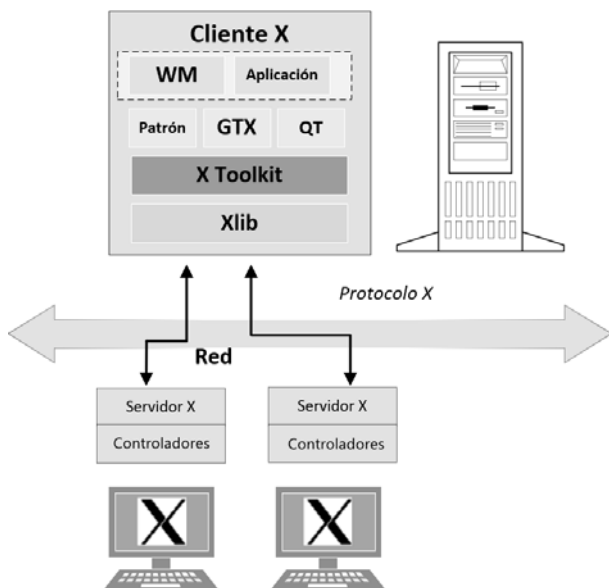 Cliente X
WM
Aplicación
Patrón
GTX
QT
X Toolkit
Xlib
Protocolo X
Red
Servidor X
Controladores
Servidor X
Controladores
X
X